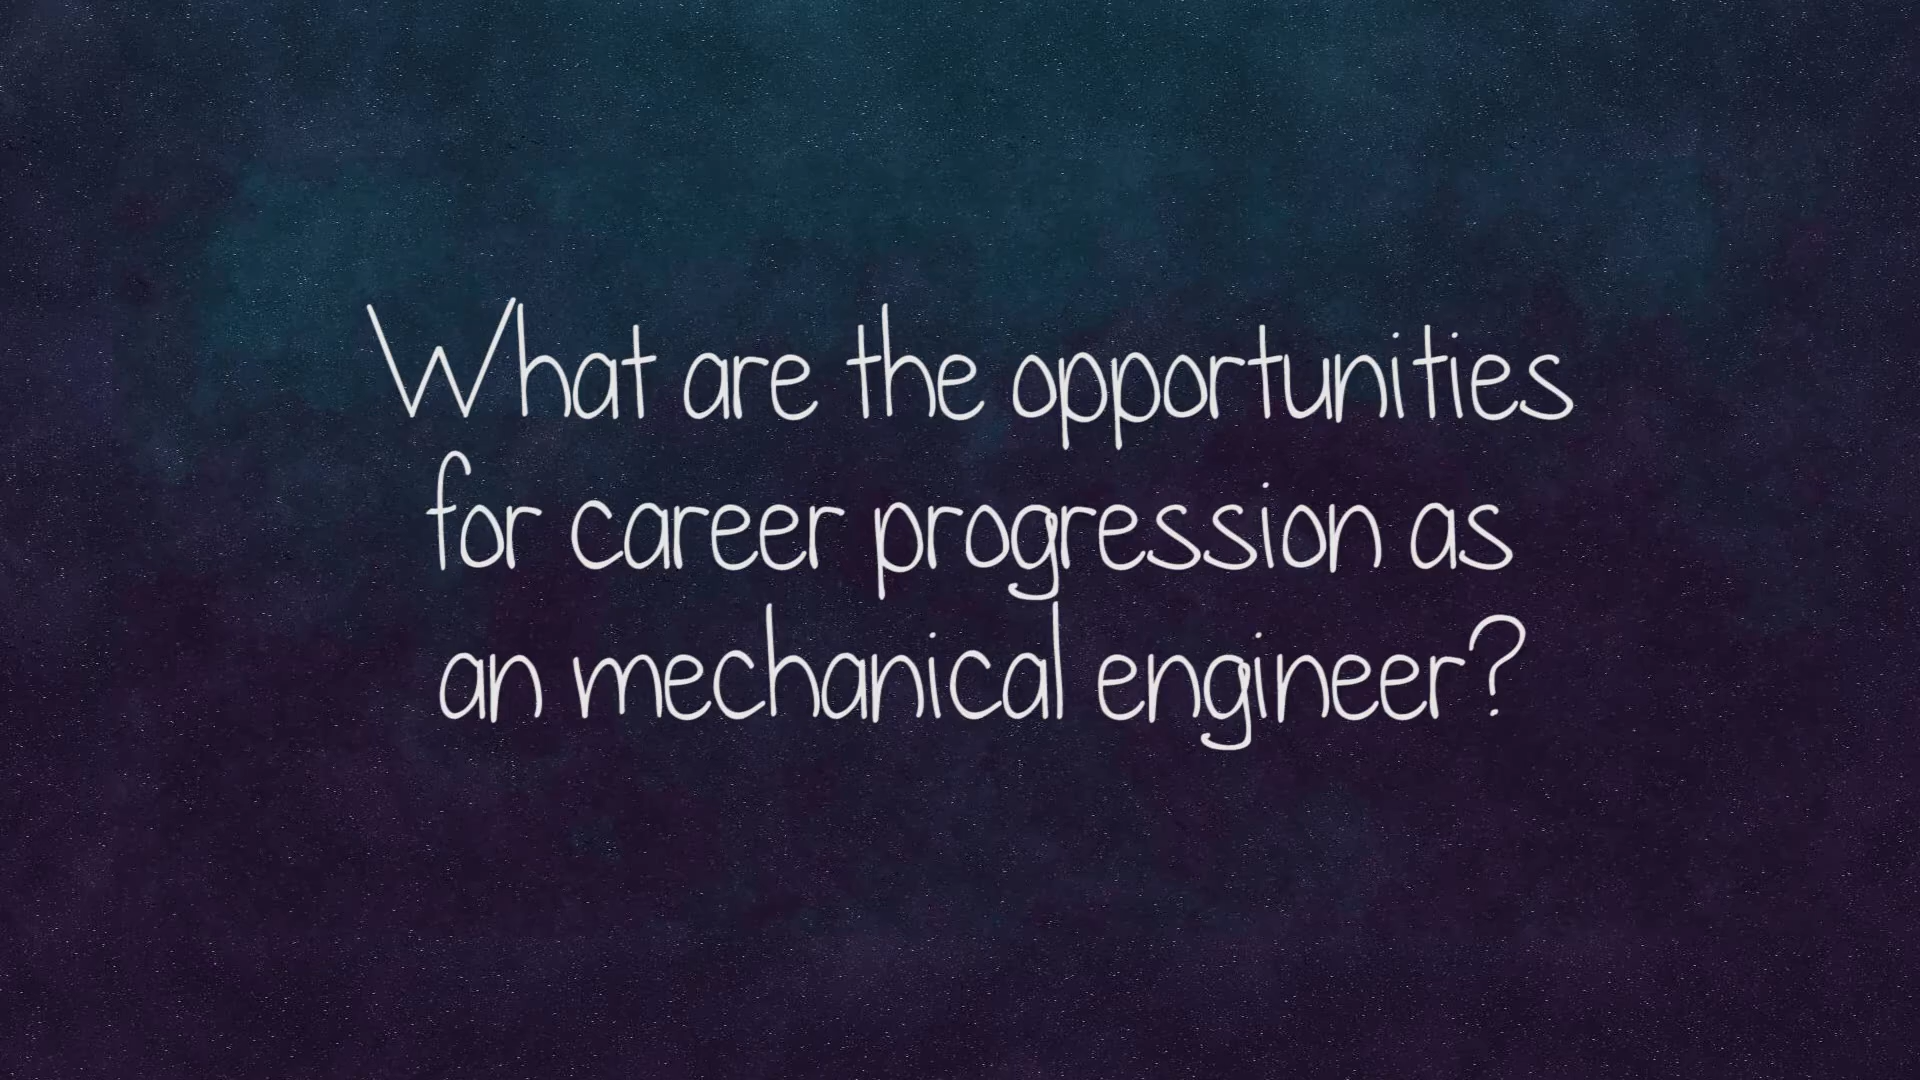 What are the opportunities
for career progression as
an mechanical engineer?